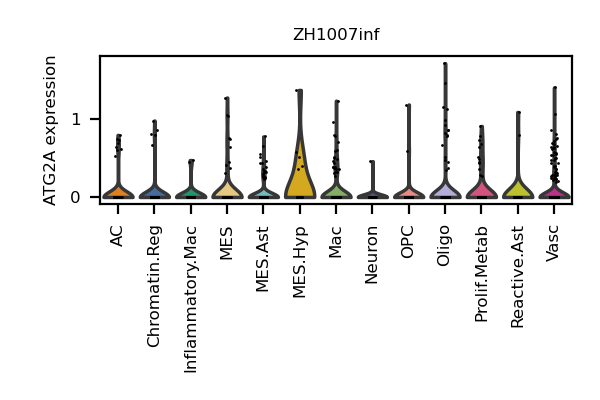 ZH1007inf
ATG2A expression
1
0
AC
Chromatin.Reg
Inflammatory.Mac
MES
MES.Ast
MES.Hyp
Mac
Neuron
OPC
Oligo
Prolif.Metab
Reactive.Ast
Vasc